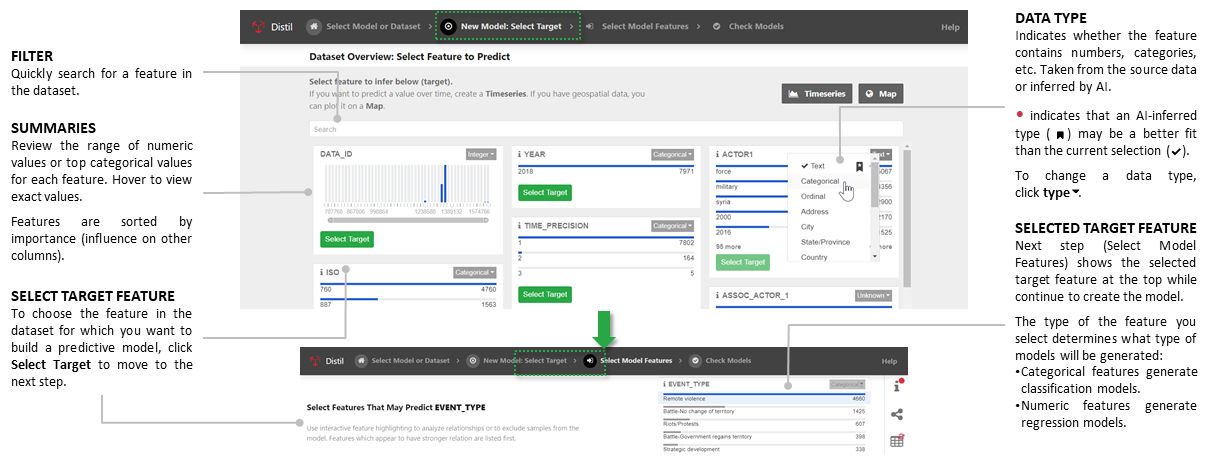 FILTER
Quickly search for a feature in
the dataset.
SUMMARIES
Review the range of numeric
values or top categorical values
for each feature. Hover to view
exact values.
Features are sorted by
importance (influence on other
columns).
SELECT TARGET FEATURE
To choose the feature in the
dataset for which you want to
build a predictive model, click
Select Target to move to the
next step.
Distil Select Model or Dataset New Model: Select Target Select Model Features Check Models Help
Dataset Overview: Select Feature to Predict
Select feature to infer below (target).
If you want to predict a value over time, create a Timeseries. If you have geospatial data, you
can plot it on a Map.
Timeseries Map
Search
DATA_ID Integer
1238588 1380132 1574766
Select Target
ISO Categorical
760 4760
887 1563
YEAR Categorical
2018 7971
Select Target
TIME_PRECISION Categorical
1 7802
2 164
3 5
Select Target
ACTOR1
force
military
syria
2000
2016
95 more
Select Target
Text
Categorical
Ordinal
Address
City
State/Province
Country
ASSOC_ACTOR_1 Unknown
Distil Select Model or Dataset New Model: Select Target Select Model Features Check Models Help
Select Features That May Predict EVENT_TYPE
Use interactive feature highlighting to analyze relationships or to exclude samples from the
model. Features which appear to have stronger relation are listed first.
EVENT_TYPE Categorical
Remote violence 4660
Battle-No change of territory 1425
Riots/Protests 607
Battle-Government regains territory 398
Strategic development 338
DATA TYPE
Indicates whether the feature
contains numbers, categories,
etc. Taken from the source data
or inferred by AI.
• indicates that an AI-inferred
type ( ) may be a better fit
than the current selection (✔).
To change a data type,
click type
SELECTED TARGET FEATURE
Next step (Select Model
Features) shows the selected
target feature at the top while
continue to create the model.
The type of the feature you
select determines what type of
models will be generated:
•Categorical features generate
classification models.
•Numeric features generate
regression models.